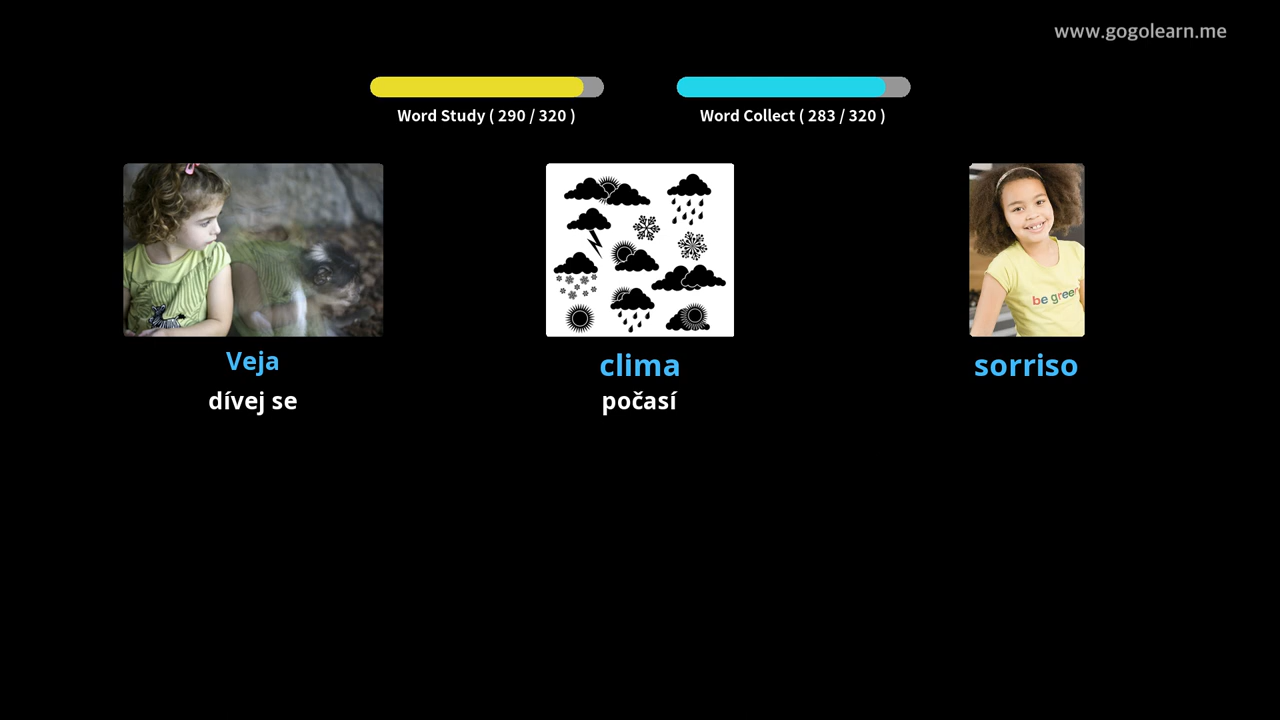 www.gogolearn.me
Word Study ( 290 / 320 )
Word Collect ( 283 / 320 )
be green
Veja
clima
sorriso
dívej se
počasí